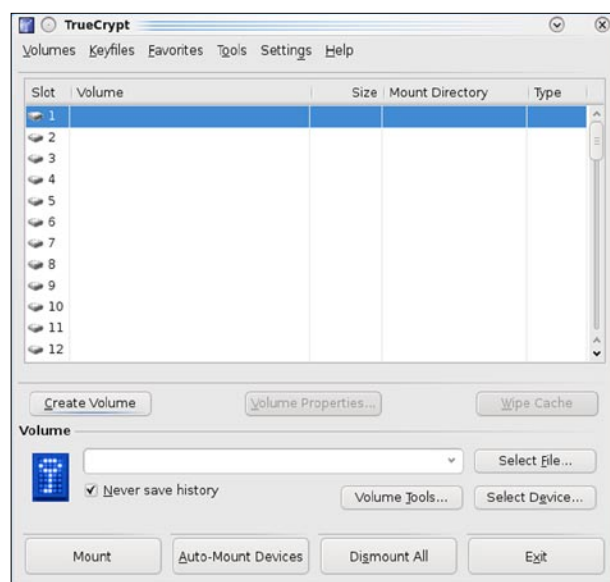 TrueCrypt
Volumes Keyfiles Favorites Tools Settings Help
Slot Volume Size Mount Directory Type
1
2
3
4
5
6
7
8
9
10
11
12
Create Volume Volume Properties... Wipe Cache
Volume
Select File...
Never save history
Volume Tools... Select Device...
Mount Auto-Mount Devices Dismount All Exit